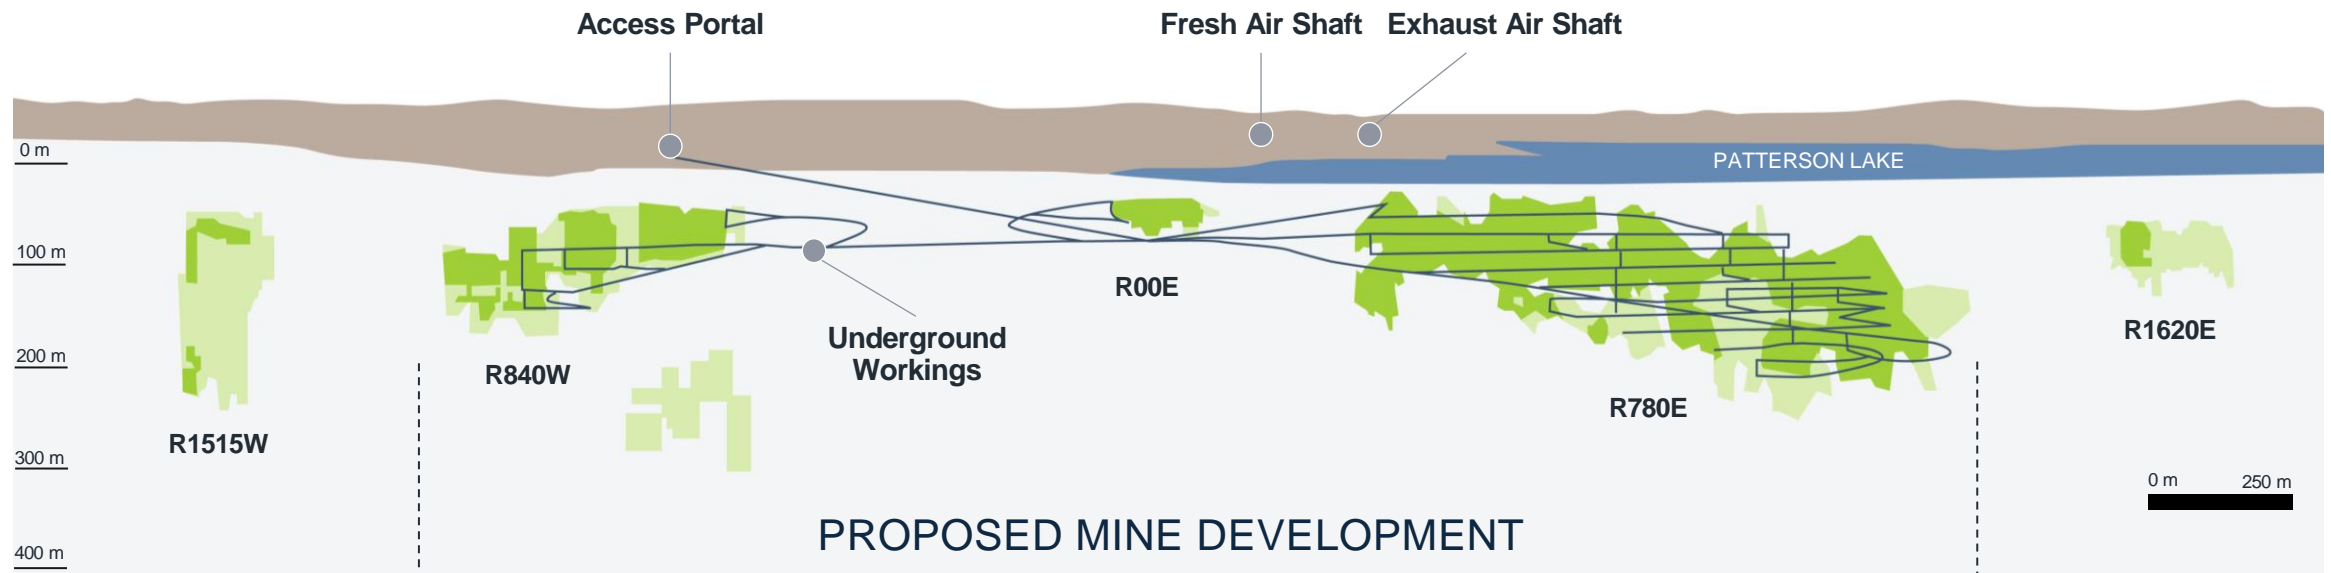 Access Portal
Fresh Air Shaft
Exhaust Air Shaft
0 m
PATTERSON LAKE
100 m
R00E
Underground
Workings
R1620E
200 m
R840W
R780E
R1515W
300 m
0 m
250 m
PROPOSED MINE DEVELOPMENT
400 m